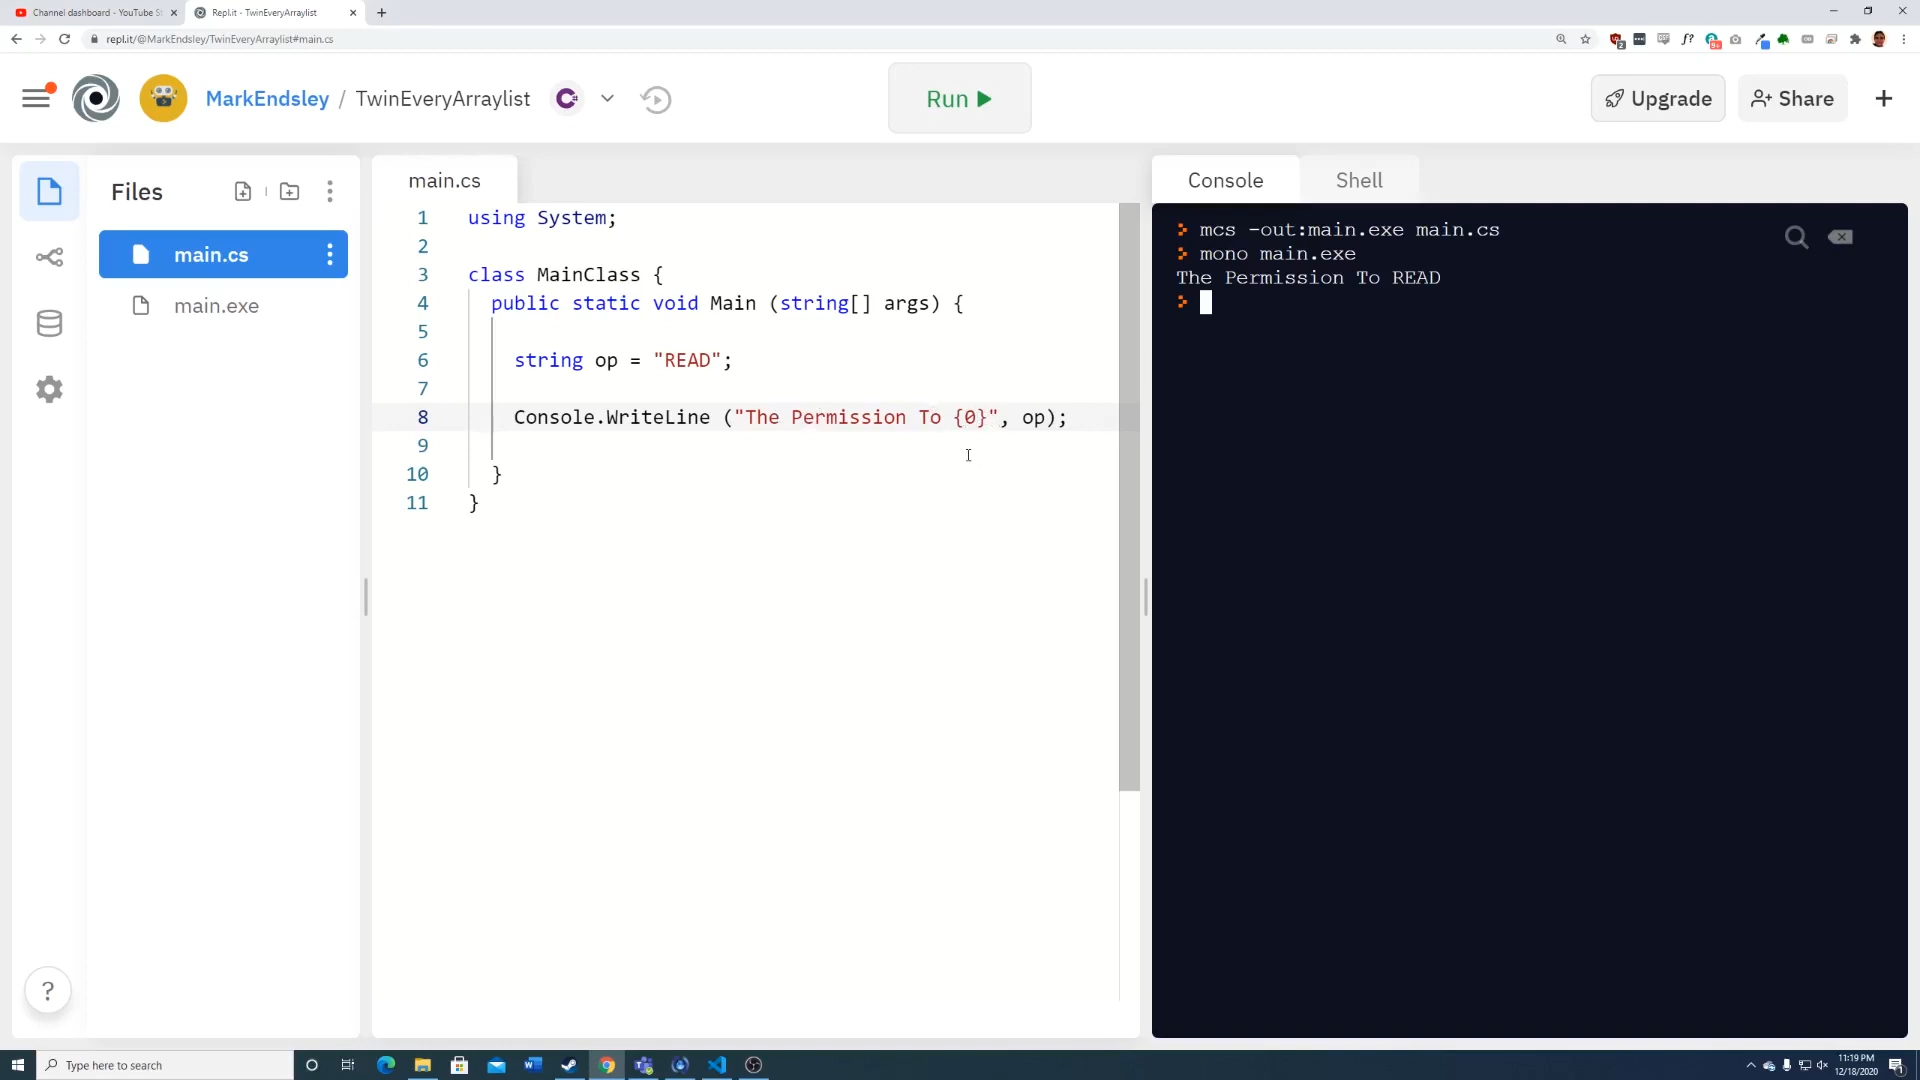 Channel dashboard - YouTube St
Repl.it - TwinEveryArraylist
repl.it/@MarkEndsley/TwinEveryArraylist#main.cs
MarkEndsley / TwinEveryArraylist
Run
Upgrade
Share
Files
main.cs
main.exe
main.cs
1 using System;
2
3 class MainClass {
4 public static void Main (string[] args) {
5
6 string op = "READ";
7
8 Console.WriteLine ("The Permission To {0}", op);
9
10 }
11 }
Console
Shell
mcs -out:main.exe main.cs
mono main.exe
The Permission To READ
?
Type here to search
11:19 PM
12/18/2020